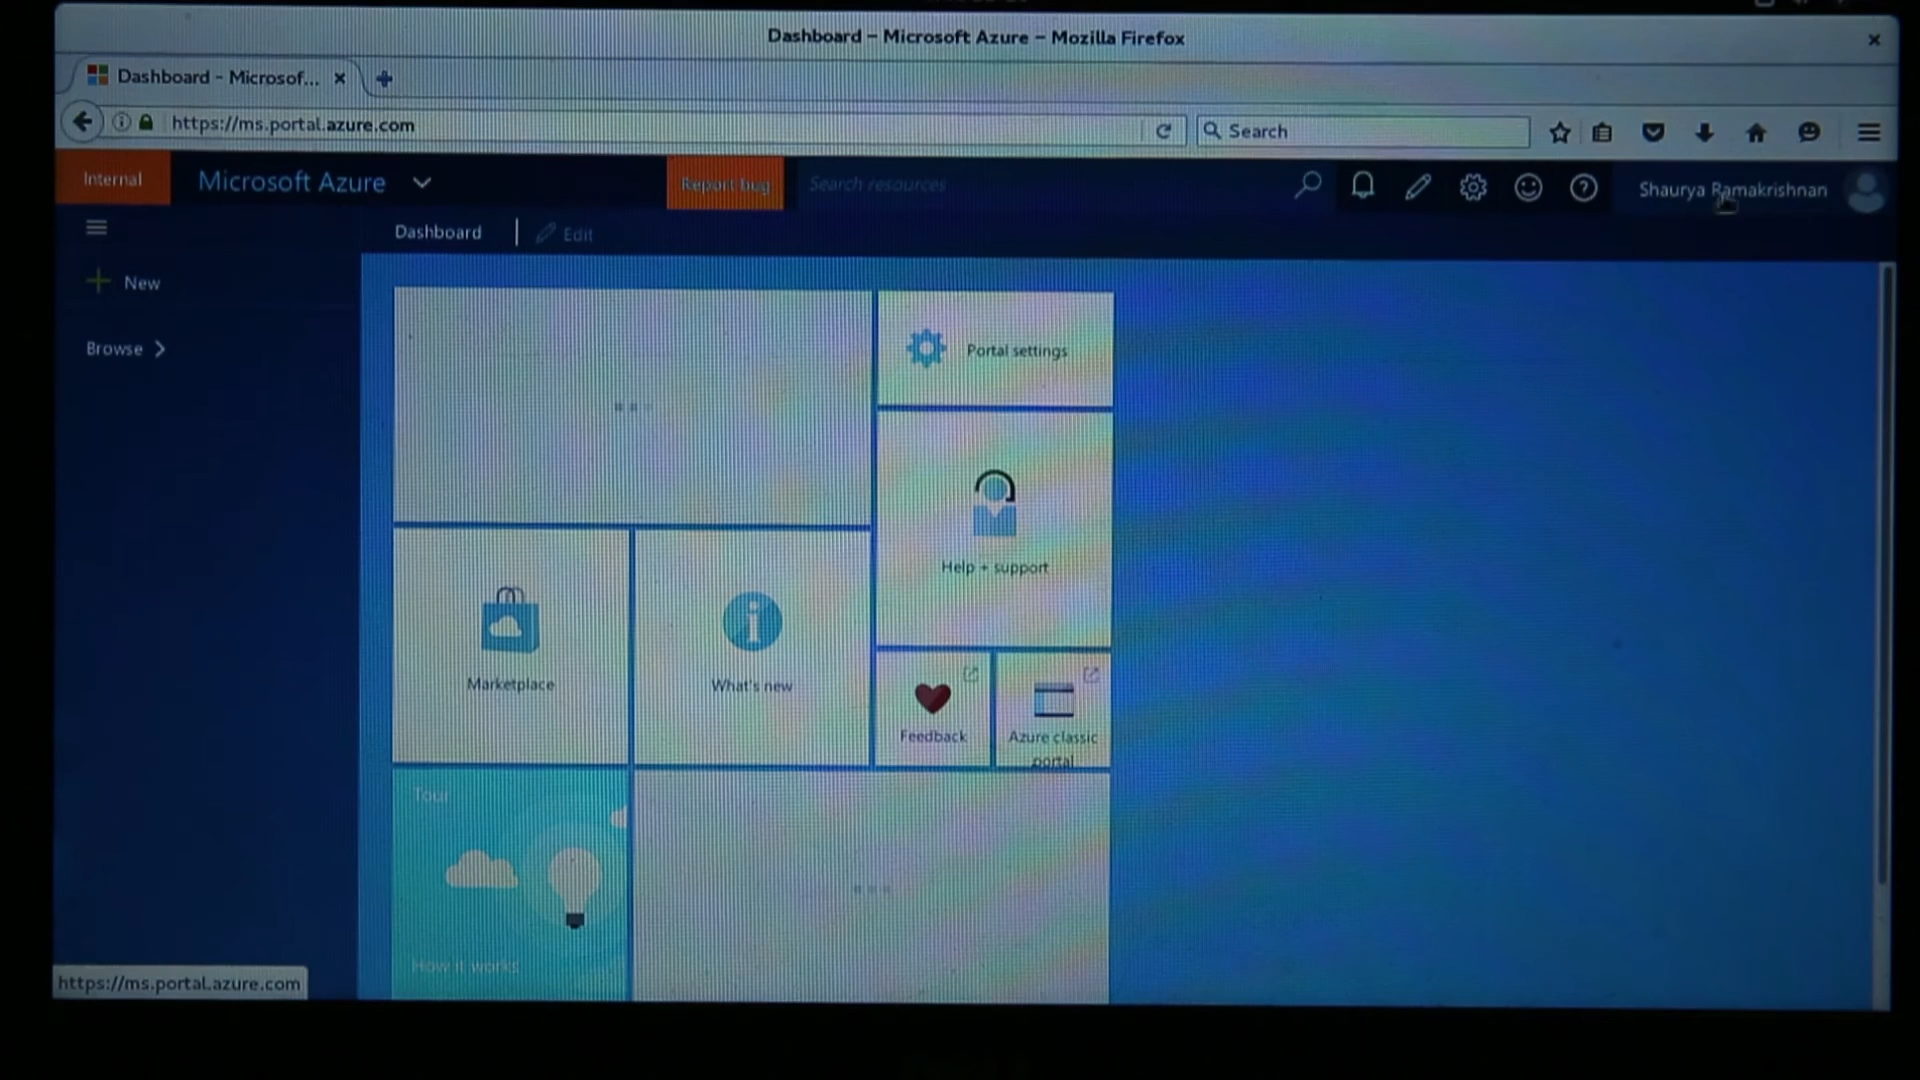 Dashboard – Microsoft Azure – Mozilla Firefox
Dashboard - Microsof...
https://ms.portal.azure.com
Search
Internal
Microsoft Azure
Report bug
Search resources
Shaurya Ramakrishnan
Dashboard
Edit
New
Browse
Portal settings
Help + support
Marketplace
What's new
Feedback
Azure classic
portal
Tour
How it works
https://ms.portal.azure.com